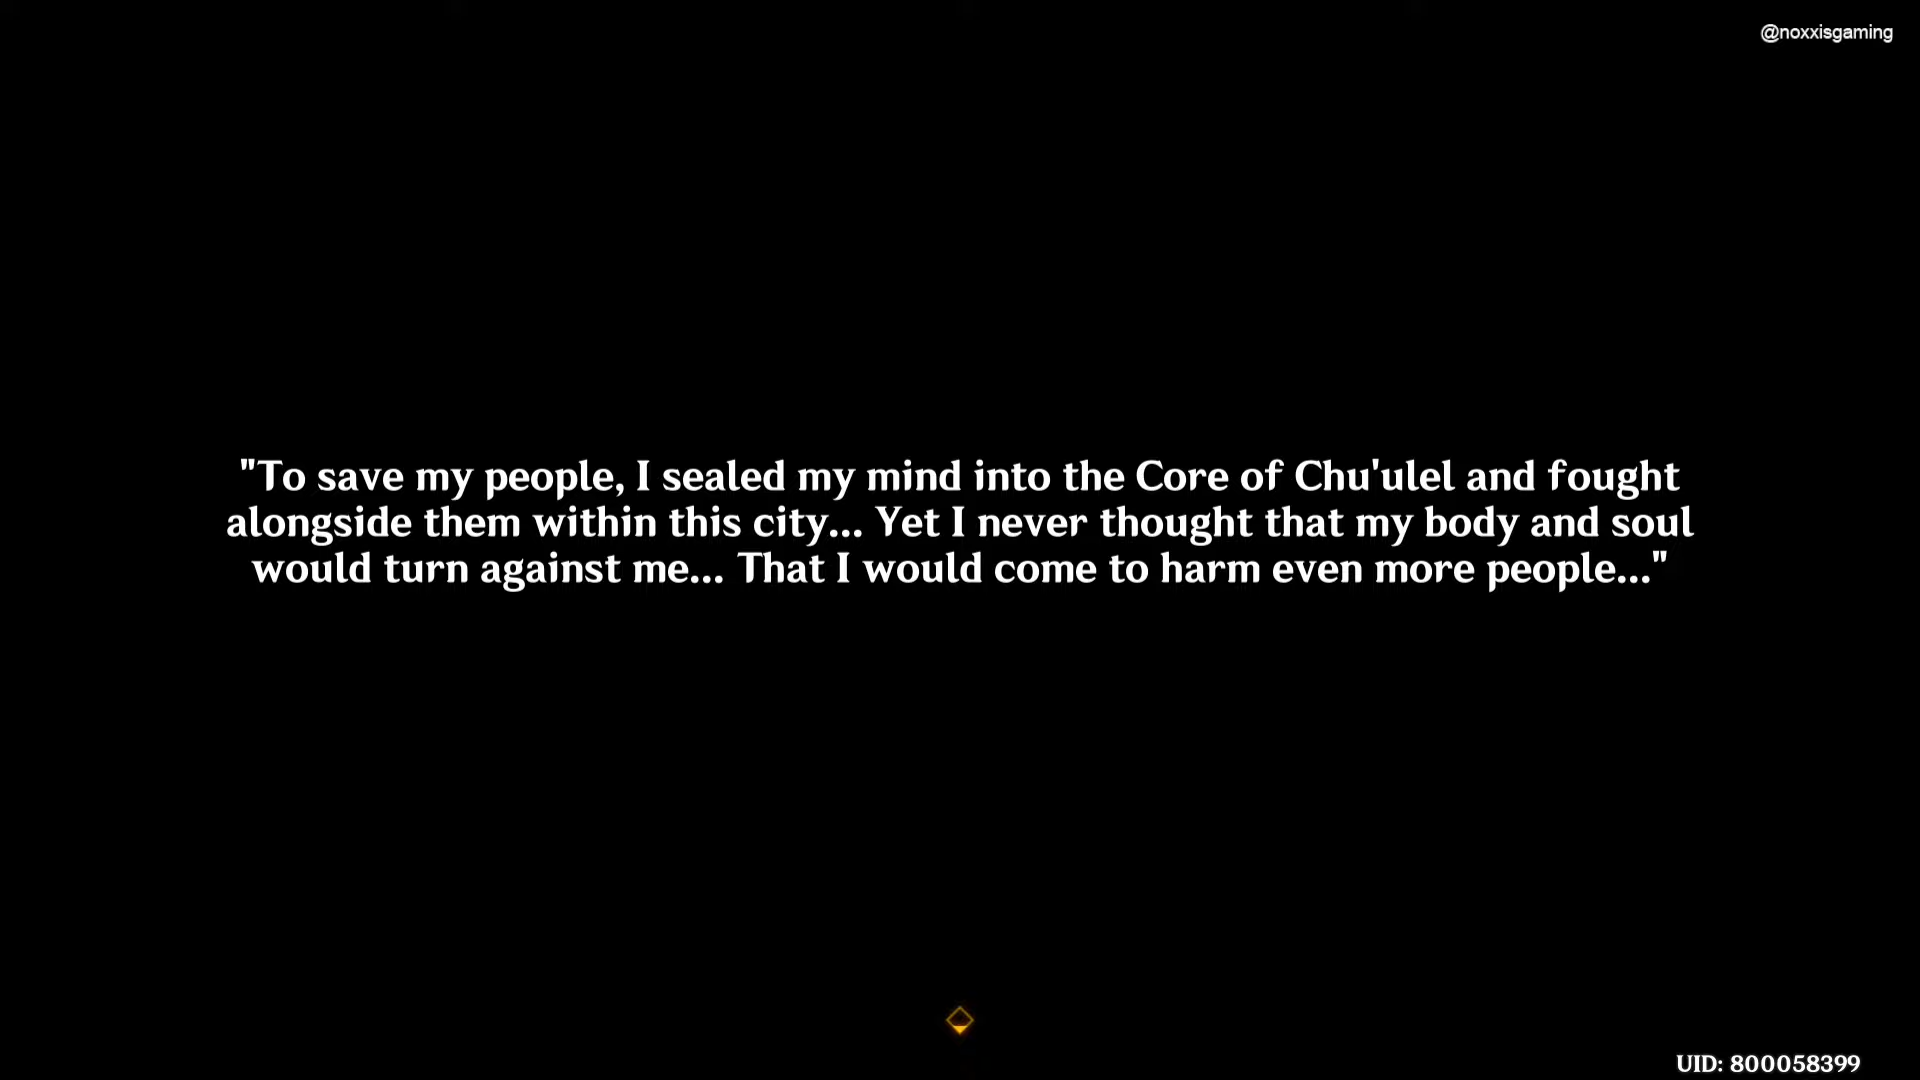 @noxxisgaming
"To save my people, I sealed my mind into the Core of Chu'ulel and fought
alongside them within this city... Yet I never thought that my body and soul
would turn against me... That I would come to harm even more people..."
UID: 800058399